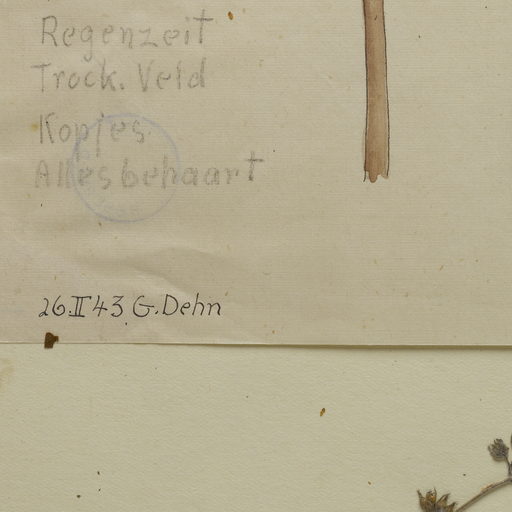 Regenzeit
Trock. Veld
Kopjes
Alles behaart
26.II 43 G. Dehn